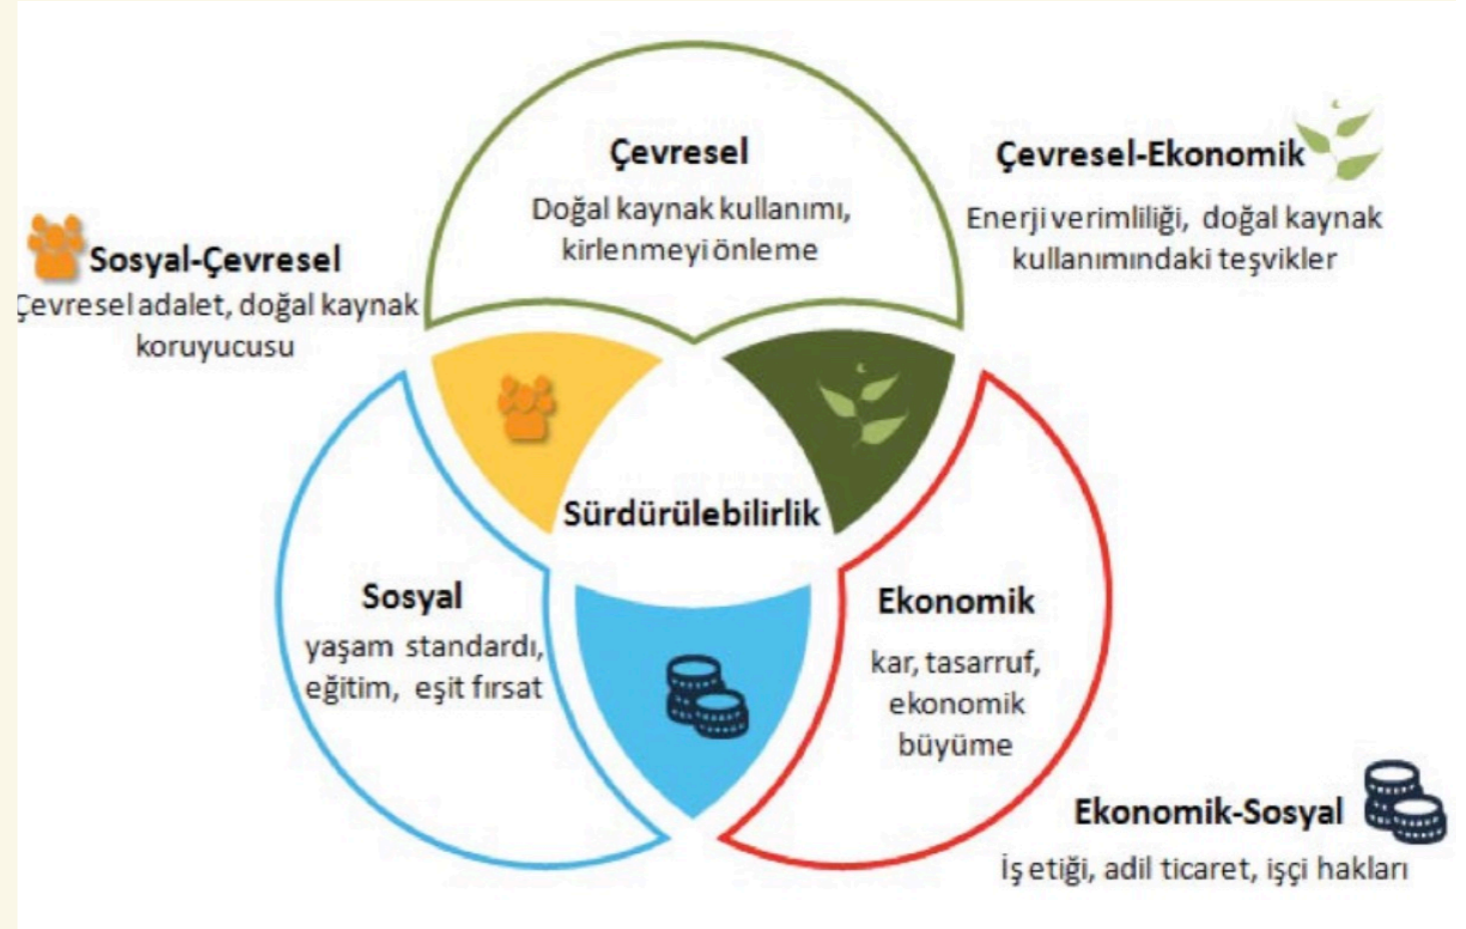 Çevresel
Doğal kaynak kullanımı,
kirlenmeyi önleme
Çevresel-Ekonomik
Enerji verimliliği, doğal kaynak
kullanımındaki teşvikler
Sosyal-Çevresel
Çevresel adalet, doğal kaynak
koruyucusu
Sürdürülebilirlik
Sosyal
yaşam standardı,
eğitim, eşit fırsat
Ekonomik
kar, tasarruf,
ekonomik
büyüme
Ekonomik-Sosyal
İş etiği, adil ticaret, işçi hakları